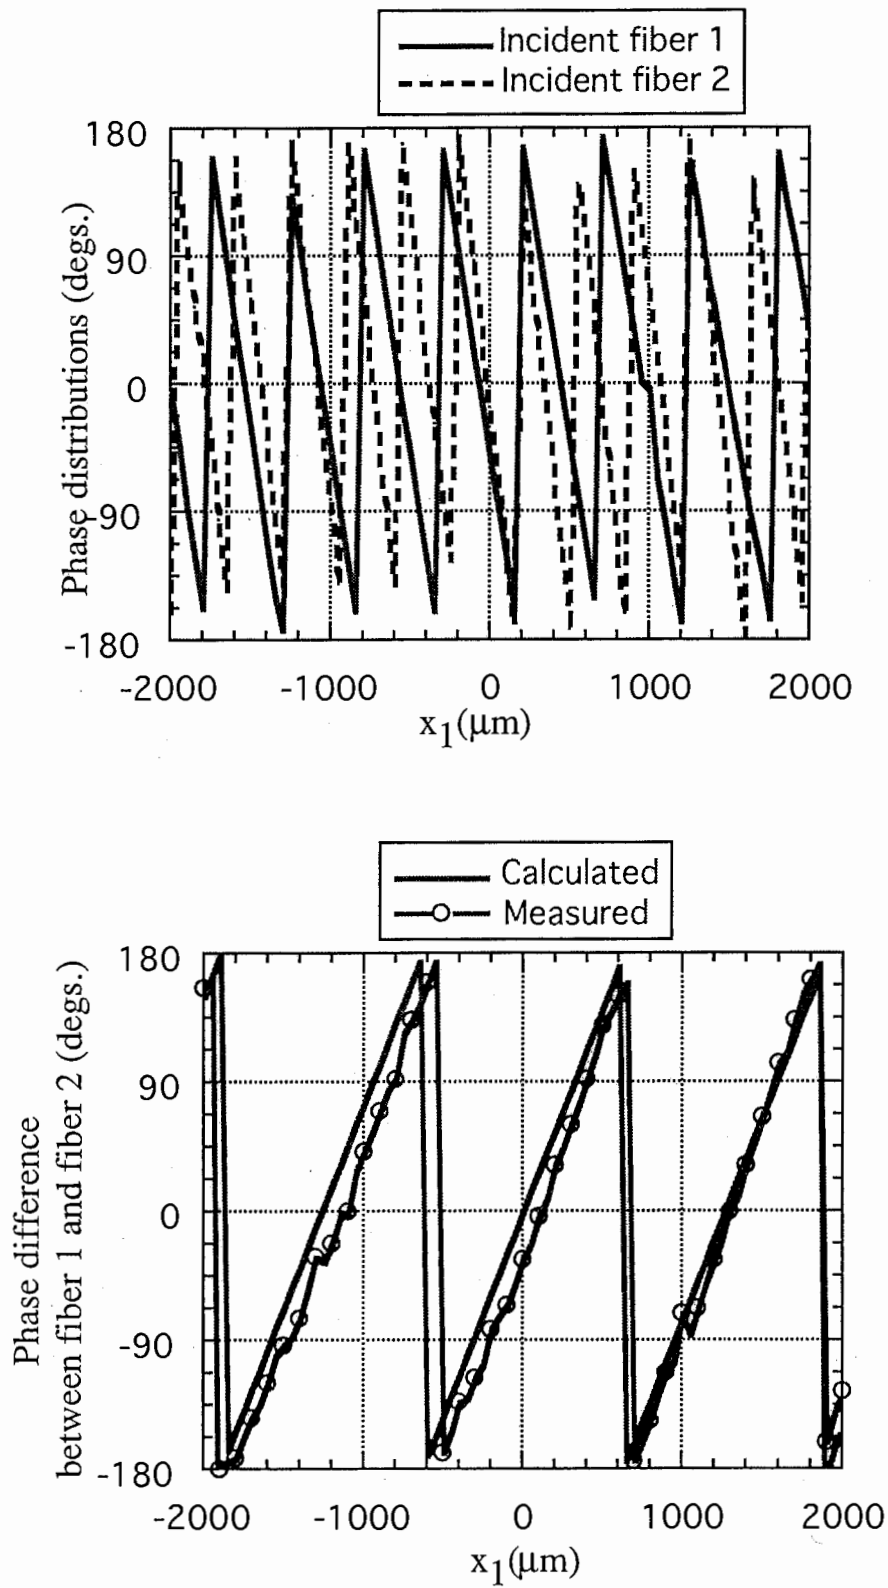 Incident fiber 1
Incident fiber 2
Phase distributions (degs.)
180
90
0
-90
-180
-2000 -1000 0 1000 2000
x1(μm)
Calculated
Measured
Phase difference
between fiber 1 and fiber 2 (degs.)
180
90
0
-90
-180
-2000 -1000 0 1000 2000
x1(μm)